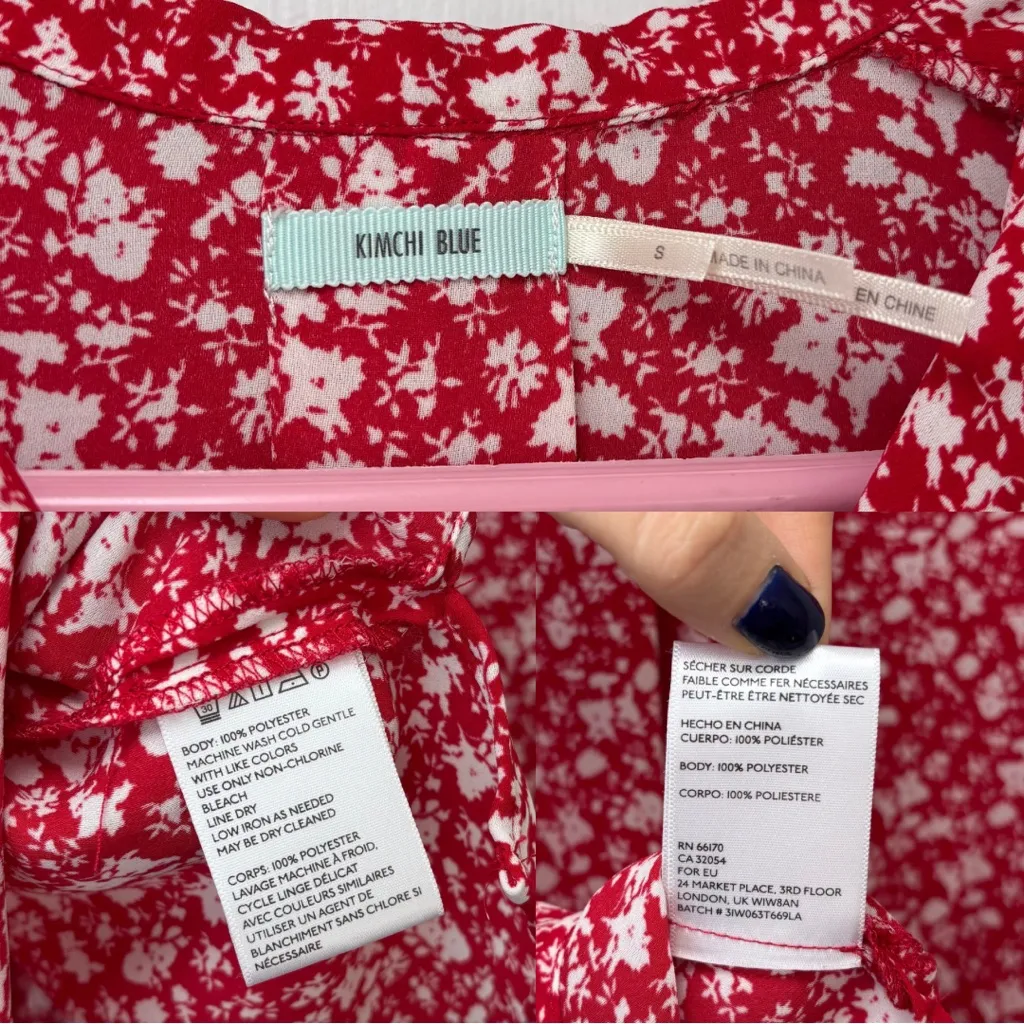 KIMCHI BLUE
S
MADE IN CHINA
EN CHINE
30
P
BODY: 100% POLYESTER
MACHINE WASH COLD GENTLE
WITH LIKE COLORS
USE ONLY NON-CHLORINE
BLEACH
LINE DRY
LOW IRON AS NEEDED
MAY BE DRY CLEANED
CORPS: 100% POLYESTER
LAVAGE MACHINE À FROID,
CYCLE LINGE DÉLICAT
AVEC COULEURS SIMILAIRES
UTILISER UN AGENT DE
BLANCHIMENT SANS CHLORE SI
NÉCESSAIRE
SÉCHER SUR CORDE
FAIBLE COMME FER NÉCESSAIRES
PEUT-ÊTRE ÊTRE NETTOYÉE SEC
HECHO EN CHINA
CUERPO: 100% POLIÉSTER
BODY: 100% POLYESTER
CORPO: 100% POLIESTERE
RN 66170
CA 32054
FOR EU
24 MARKET PLACE, 3RD FLOOR
LONDON, UK W1W8AN
BATCH # 31W063T669LA